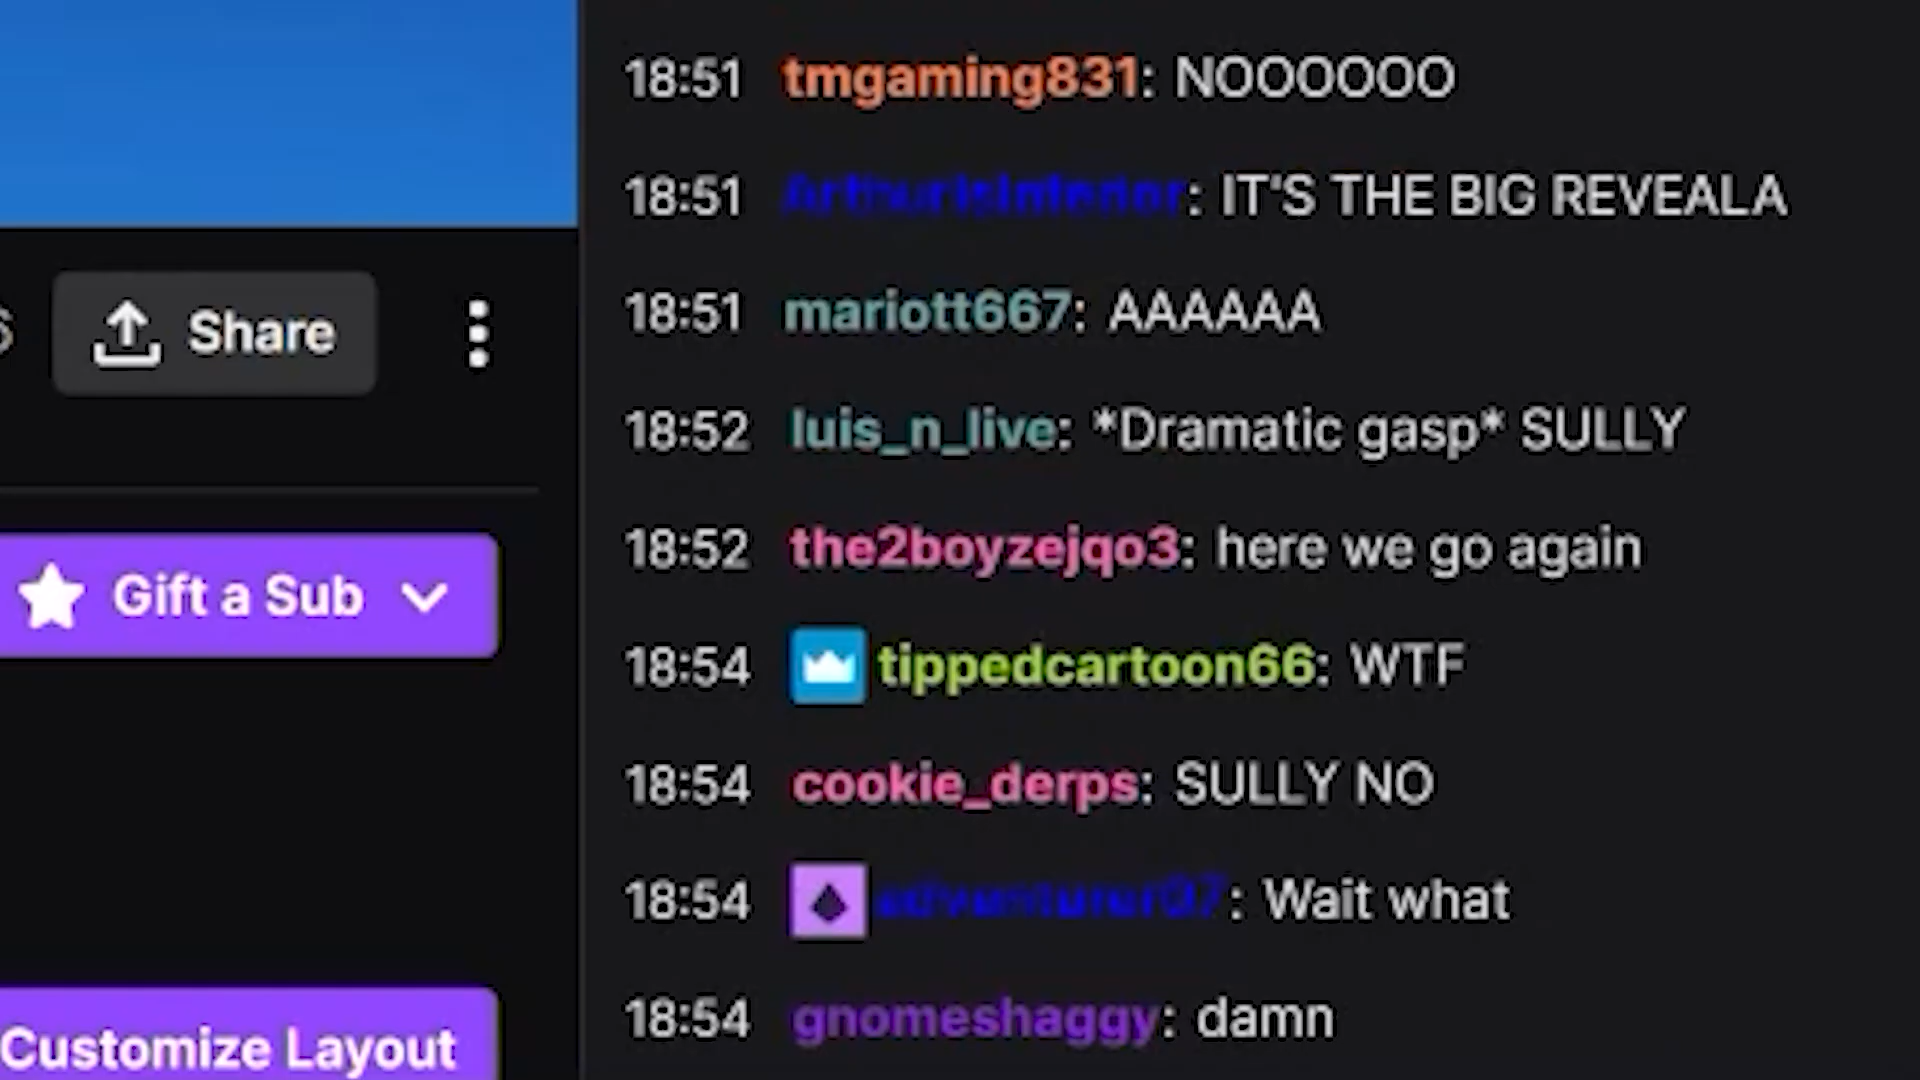 18:51 tmgaming831: NOOOOOO
18:51 ArthurIsInferior: IT'S THE BIG REVEALA
Share
18:51 mariott667: AAAAAA
18:52 luis_n_live: *Dramatic gasp* SULLY
18:52 the2boyzejqo3: here we go again
Gift a Sub
18:54 tippedcartoon66: WTF
18:54 cookie_derps: SULLY NO
18:54 adventurer07: Wait what
18:54 gnomeshaggy: damn
Customize Layout